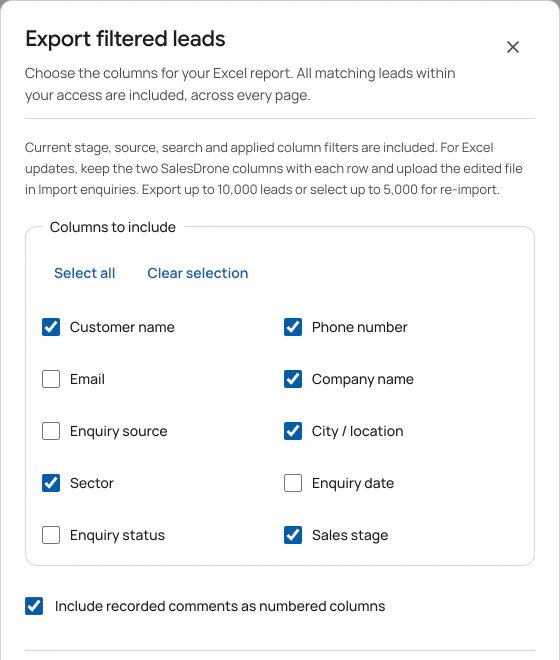 Export filtered leads
Choose the columns for your Excel report. All matching leads within
your access are included, across every page.
Current stage, source, search and applied column filters are included. For Excel
updates, keep the two SalesDrone columns with each row and upload the edited file
in Import enquiries. Export up to 10,000 leads or select up to 5,000 for re-import.
Columns to include
Select all Clear selection
Customer name Phone number
Email Company name
Enquiry source City / location
Sector Enquiry date
Enquiry status Sales stage
Include recorded comments as numbered columns